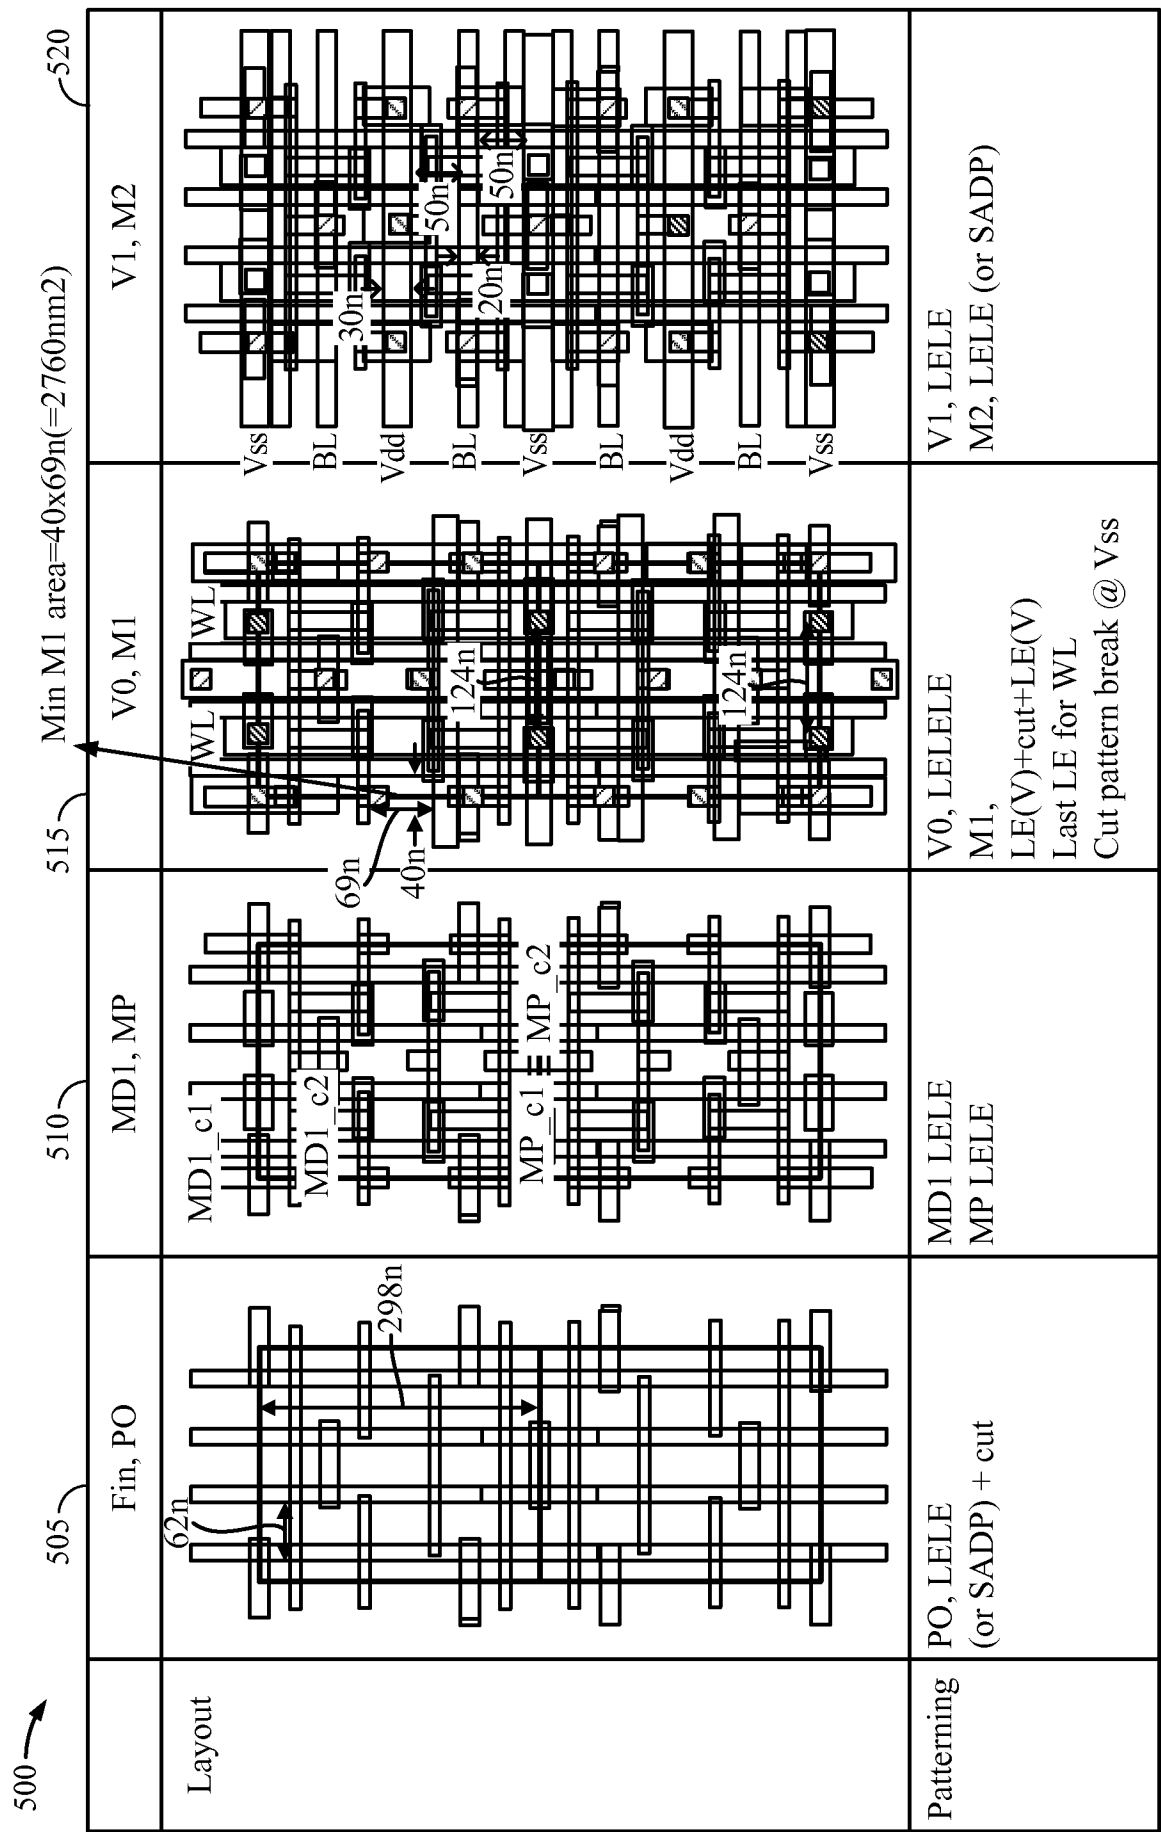 500
505
510
515
520
Min M1 area=40x69n(=2760nm2)
Fin, PO
MD1, MP
V0, M1
V1, M2
Layout
62n
298n
MD1_c1
MD1_c2
MP_c1
MP_c2
WL
WL
69n
40n
124n
124n
Vss
BL
Vdd
BL
Vss
BL
Vdd
BL
Vss
30n
50n
20n
50n
Patterning
PO, LELE
(or SADP) + cut
MD1 LELE
MP LELE
V0, LELELE
M1,
LE(V)+cut+LE(V)
Last LE for WL
Cut pattern break @ Vss
V1, LELE
M2, LELE (or SADP)